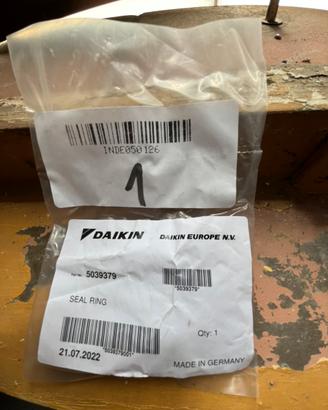 INDE050126
1
DAIKIN DAIKIN EUROPE N.V.
5039379
*5039379*
SEAL RING
Qty: 1
21.07.2022
MADE IN GERMANY